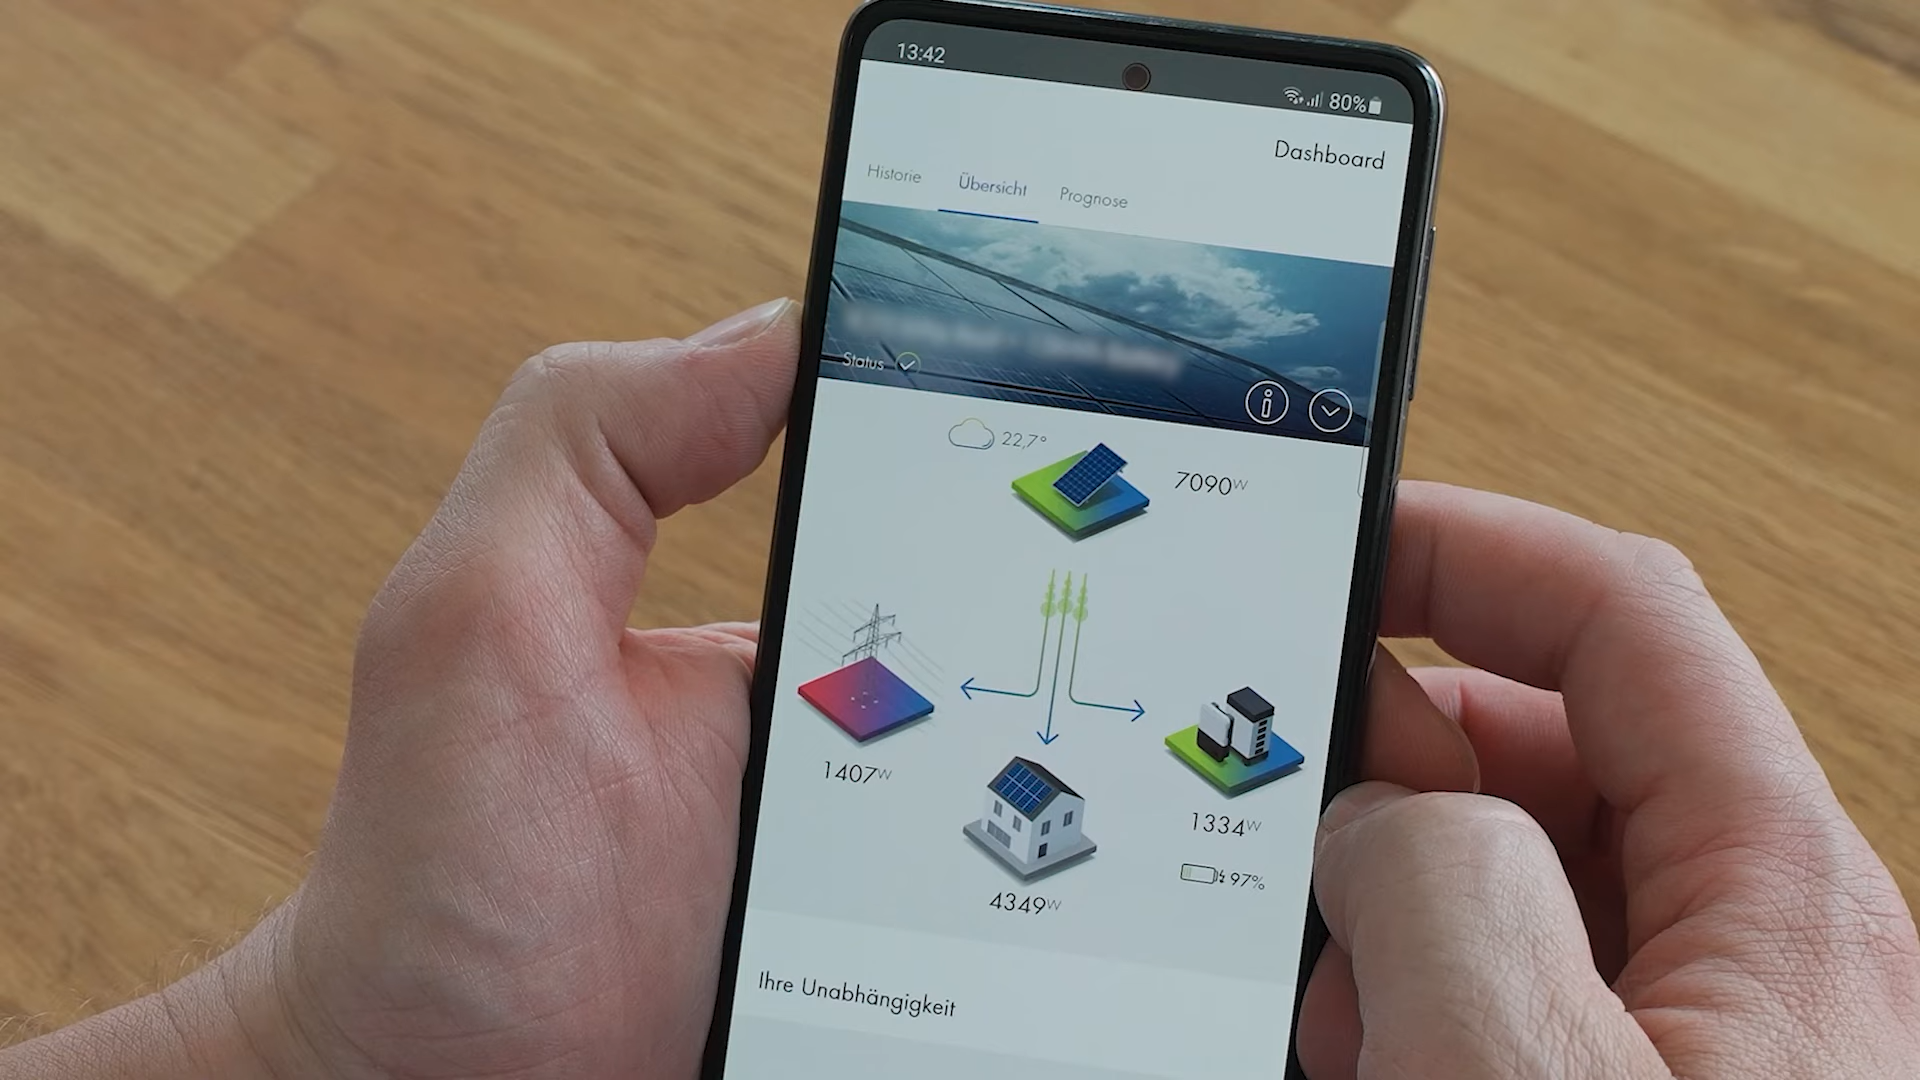 13:42
80%
Dashboard
Historie Übersicht Prognose
Status
22,7°
7090W
1407W
1334W
97%
4349W
Ihre Unabhängigkeit